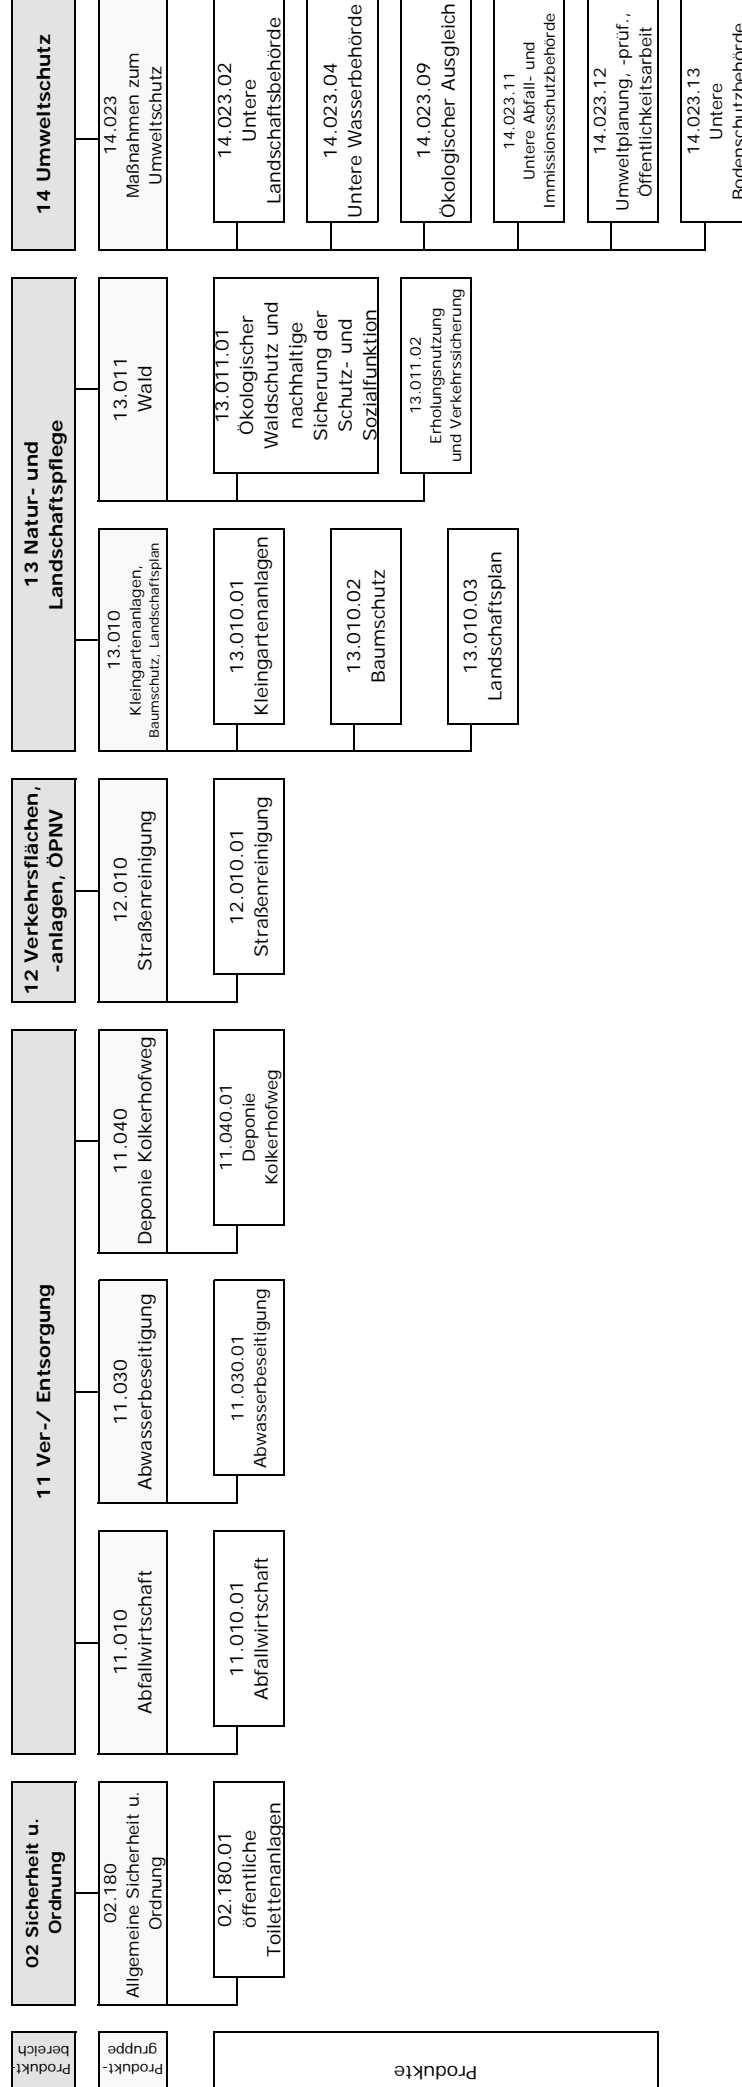 Produkt-
bereich
02 Sicherheit u.
Ordnung
11 Ver-/ Entsorgung
12 Verkehrsflächen,
-anlagen, ÖPNV
13 Natur- und
Landschaftspflege
14 Umweltschutz
Produkt-
gruppe
02.180
Allgemeine Sicherheit u.
Ordnung
11.010
Abfallwirtschaft
11.030
Abwasserbeseitigung
11.040
Deponie Kolkerhofweg
12.010
Straßenreinigung
13.010
Kleingartenanlagen,
Baumschutz, Landschaftsplan
13.011
Wald
14.023
Maßnahmen zum
Umweltschutz
Produkte
02.180.01
öffentliche
Toilettenanlagen
11.010.01
Abfallwirtschaft
11.030.01
Abwasserbeseitigung
11.040.01
Deponie
Kolkerhofweg
12.010.01
Straßenreinigung
13.010.01
Kleingartenanlagen
13.010.02
Baumschutz
13.010.03
Landschaftsplan
13.011.01
Ökologischer
Waldschutz und
nachhaltige
Sicherung der
Schutz- und
Sozialfunktion
13.011.02
Erholungsnutzung
und Verkehrssicherung
14.023.02
Untere
Landschaftsbehörde
14.023.04
Untere Wasserbehörde
14.023.09
Ökologischer Ausgleich
14.023.11
Untere Abfall- und
Immissionsschutzbehörde
14.023.12
Umweltplanung, -prüf.,
Öffentlichkeitsarbeit
14.023.13
Untere
Bodenschutzbehörde